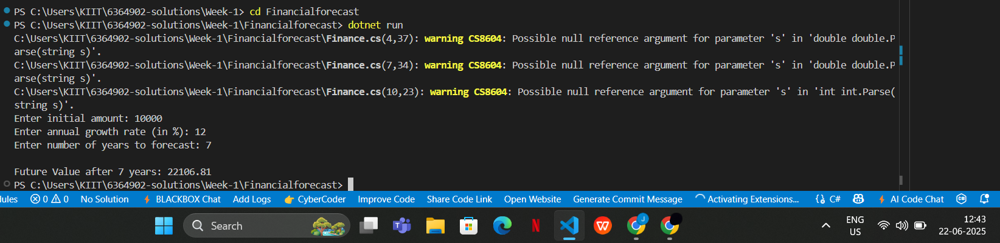 PS C:\Users\KIIT\6364902-solutions\Week-1> cd Financialforecast
PS C:\Users\KIIT\6364902-solutions\Week-1\Financialforecast> dotnet run
C:\Users\KIIT\6364902-solutions\Week-1\Financialforecast\Finance.cs(4,37): warning CS8604: Possible null reference argument for parameter 's' in 'double double.P
arse(string s)'.
C:\Users\KIIT\6364902-solutions\Week-1\Financialforecast\Finance.cs(7,34): warning CS8604: Possible null reference argument for parameter 's' in 'double double.P
arse(string s)'.
C:\Users\KIIT\6364902-solutions\Week-1\Financialforecast\Finance.cs(10,23): warning CS8604: Possible null reference argument for parameter 's' in 'int int.Parse(
string s)'.
Enter initial amount: 10000
Enter annual growth rate (in %): 12
Enter number of years to forecast: 7
Future Value after 7 years: 22106.81
PS C:\Users\KIIT\6364902-solutions\Week-1\Financialforecast>
dules 0 0 No Solution BLACKBOX Chat Add Logs CyberCoder Improve Code Share Code Link Open Website Generate Commit Message Activating Extensions... C# AI Code Chat C#
Search W J ENG 12:43
US 22-06-2025